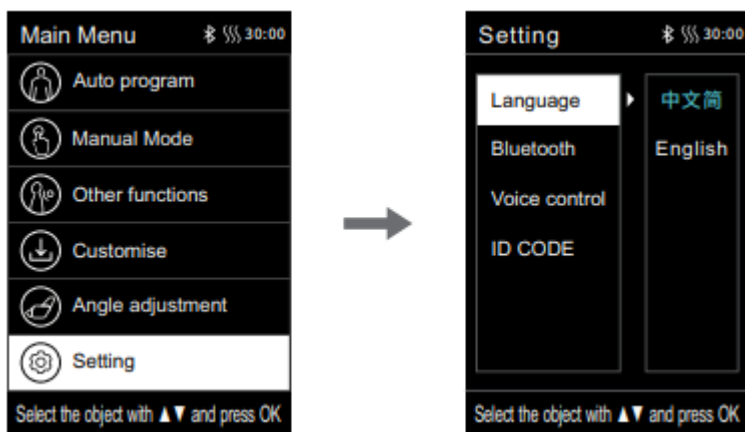 Main Menu 30:00
Auto program
Manual Mode
Other functions
Customise
Angle adjustment
Setting
Select the object with ▲▼ and press OK
Setting 30:00
Language
Bluetooth
Voice control
ID CODE
中文简
English
Select the object with ▲▼ and press OK